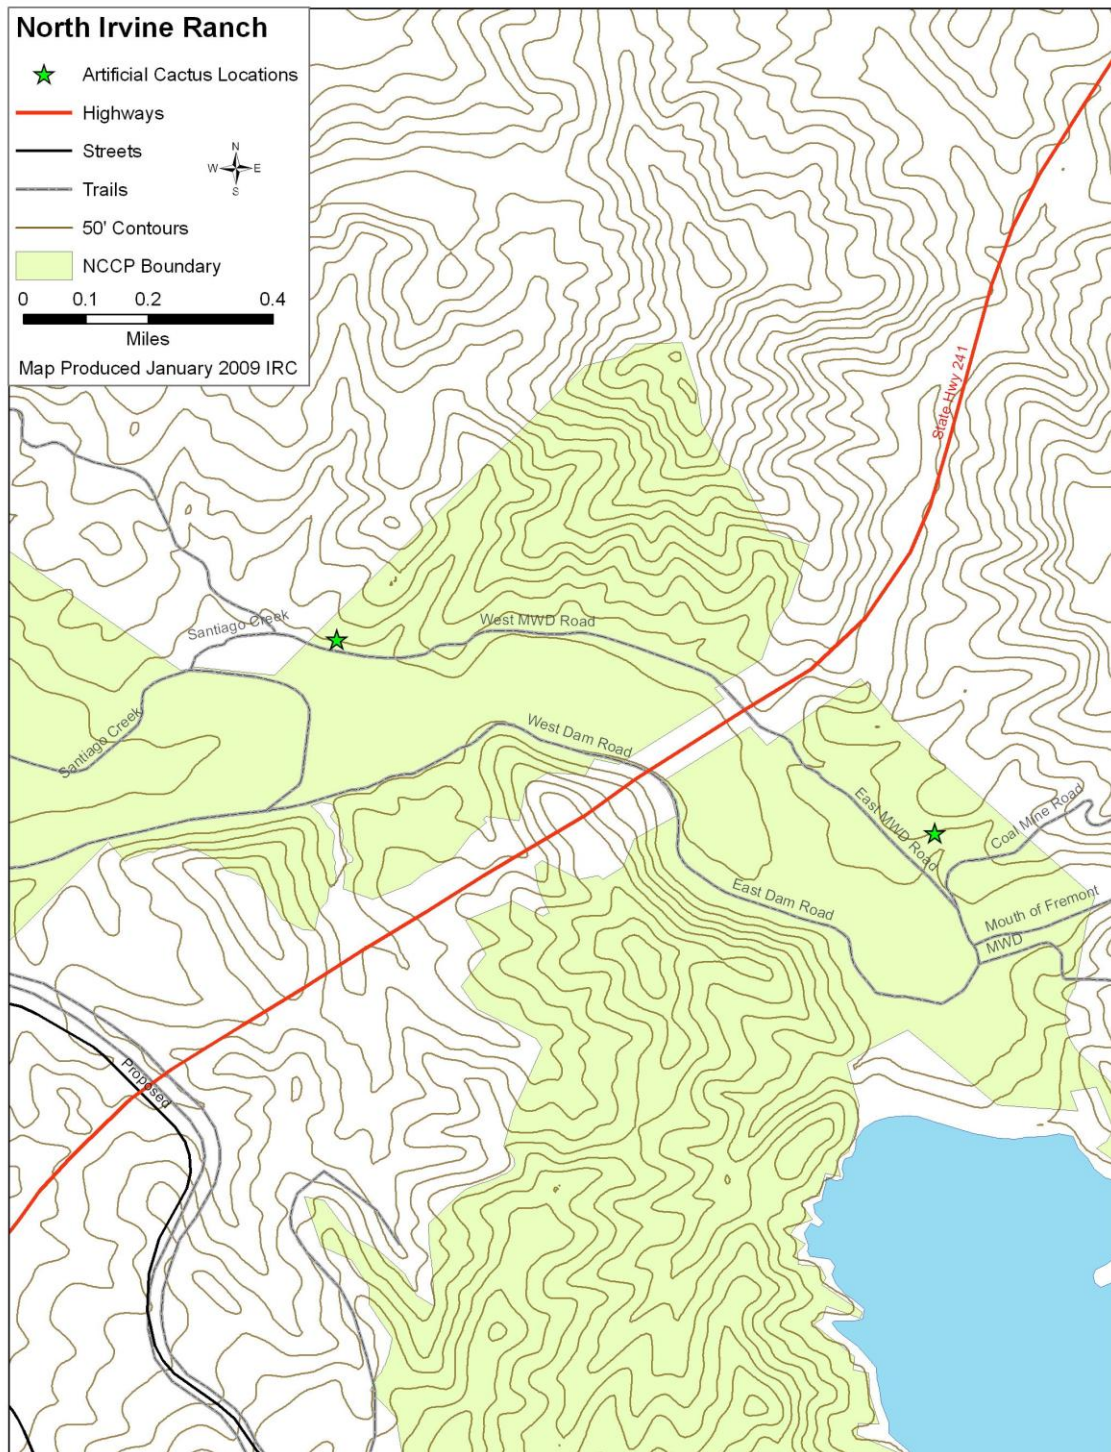 North Irvine Ranch
Artificial Cactus Locations
Highways
Streets
Trails
50' Contours
NCCP Boundary
N
W E
S
0 0.1 0.2 0.4
Miles
Map Produced January 2009 IRC
State Hwy 241
Santiago Creek
West MWD Road
Santiago Creek
West Dam Road
East MWD Road
Coal Mine Road
East Dam Road
Mouth of Fremont
MWD
Proposed